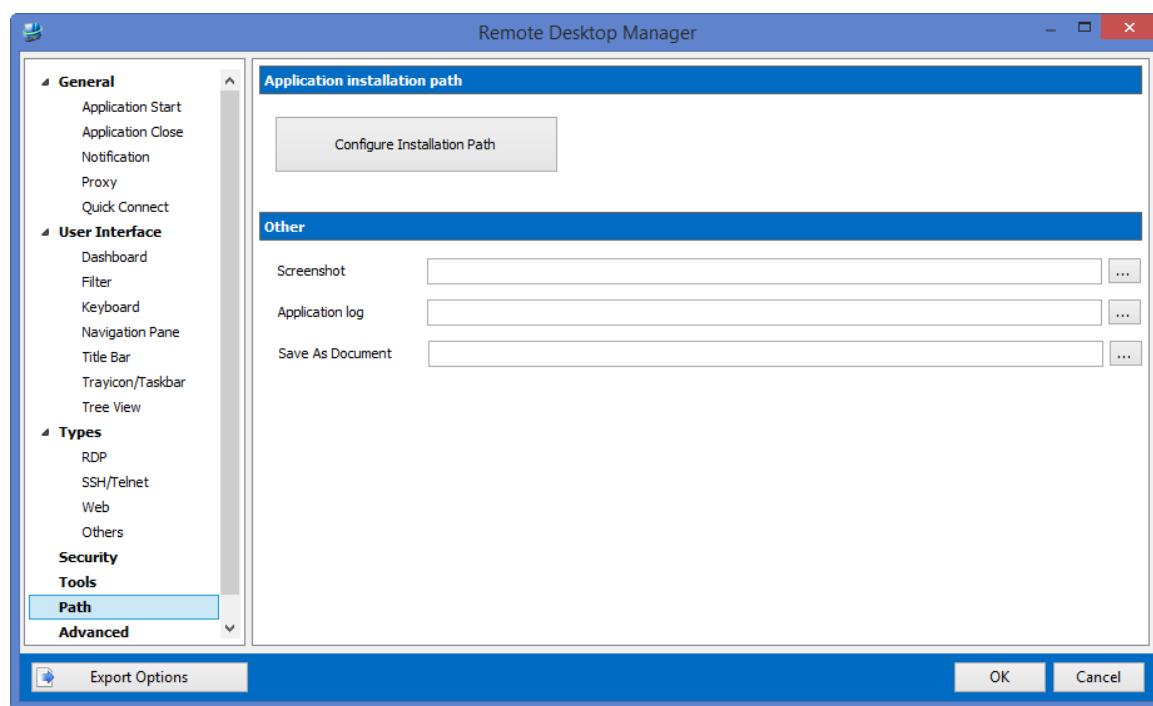 Remote Desktop Manager
General
Application Start
Application Close
Notification
Proxy
Quick Connect
User Interface
Dashboard
Filter
Keyboard
Navigation Pane
Title Bar
Trayicon/Taskbar
Tree View
Types
RDP
SSH/Telnet
Web
Others
Security
Tools
Path
Advanced
Application installation path
Configure Installation Path
Other
Screenshot
...
Application log
...
Save As Document
...
Export Options
OK
Cancel